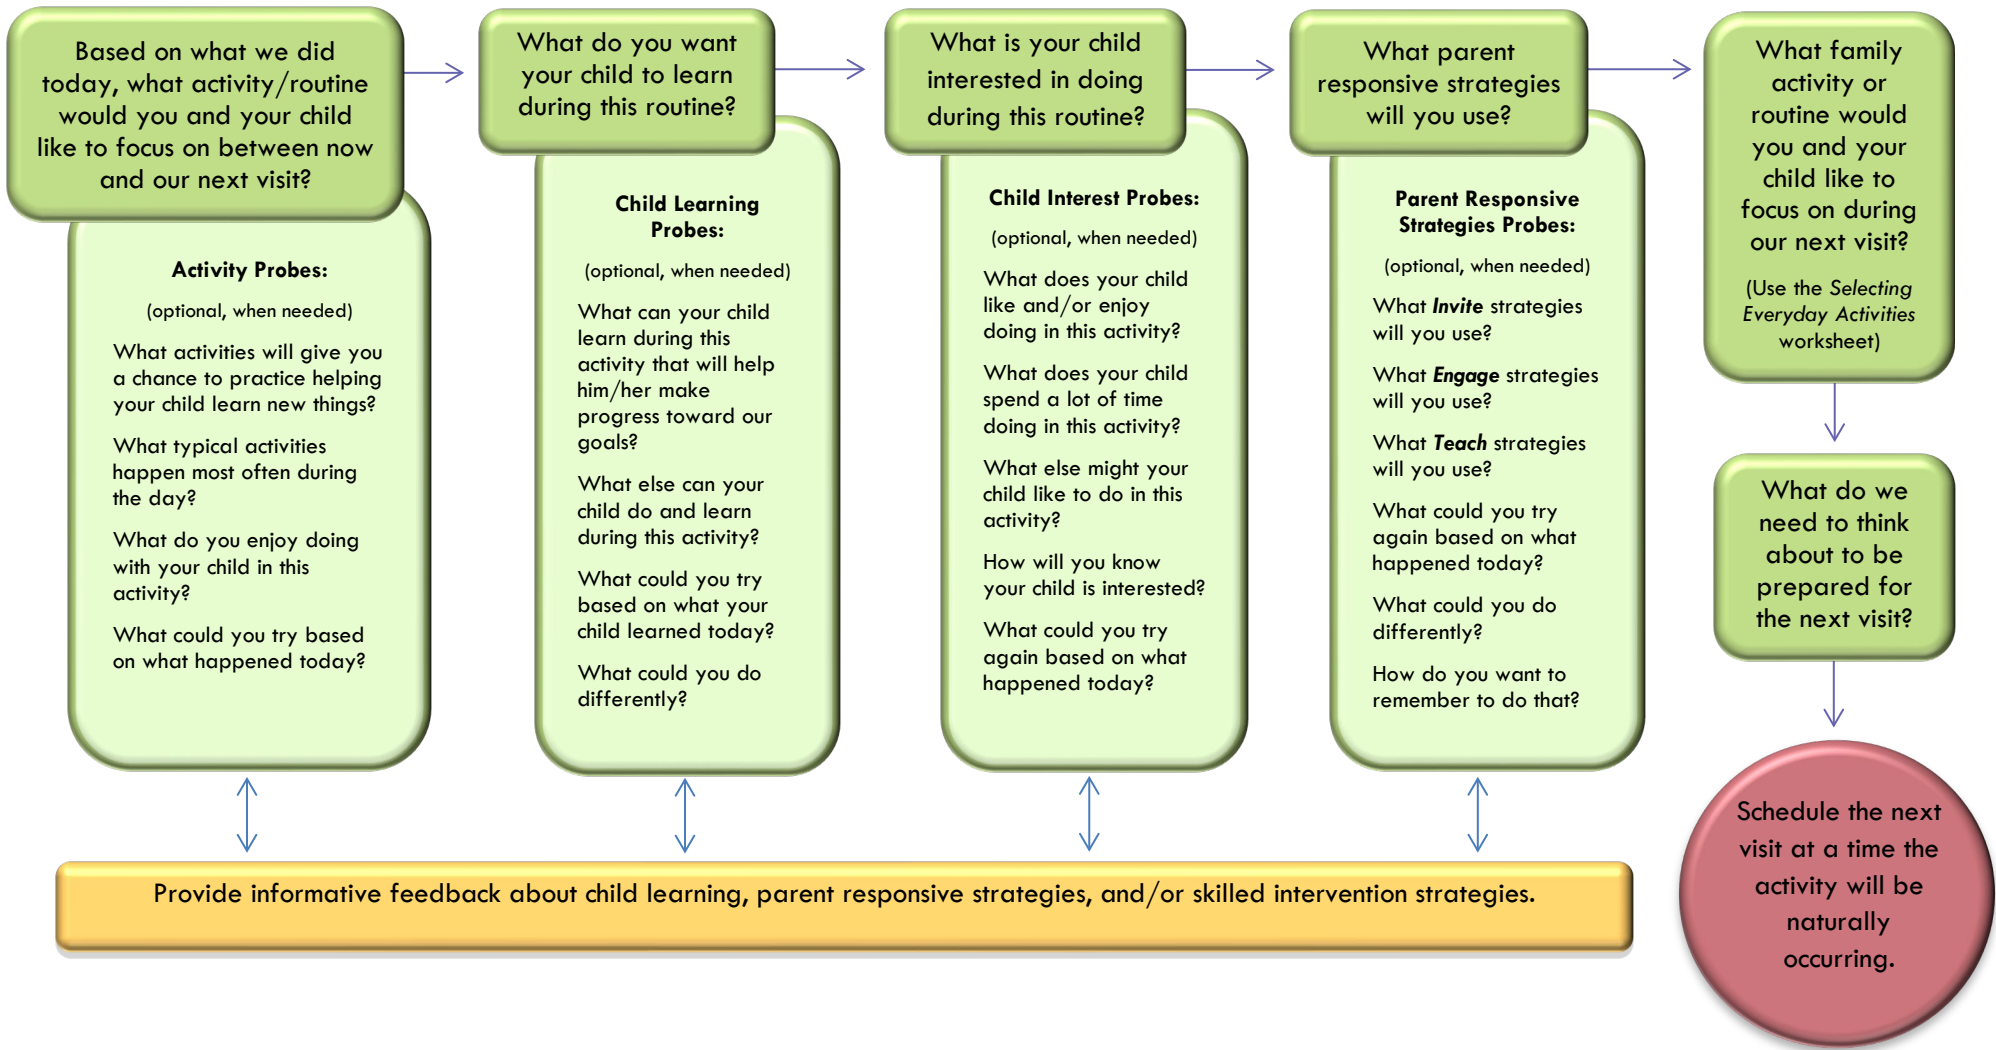 Based on what we did
today, what activity/routine
would you and your child
like to focus on between now
and our next visit?
Activity Probes:
(optional, when needed)
What activities will give you
a chance to practice helping
your child learn new things?
What typical activities
happen most often during
the day?
What do you enjoy doing
with your child in this
activity?
What could you try based
on what happened today?
What do you want
your child to learn
during this routine?
Child Learning
Probes:
(optional, when needed)
What can your child
learn during this
activity that will help
him/her make
progress toward our
goals?
What else can your
child do and learn
during this activity?
What could you try
based on what your
child learned today?
What could you do
differently?
What is your child
interested in doing
during this routine?
Child Interest Probes:
(optional, when needed)
What does your child
like and/or enjoy
doing in this activity?
What does your child
spend a lot of time
doing in this activity?
What else might your
child like to do in this
activity?
How will you know
your child is interested?
What could you try
again based on what
happened today?
What parent
responsive strategies
will you use?
Parent Responsive
Strategies Probes:
(optional, when needed)
What Invite strategies
will you use?
What Engage strategies
will you use?
What Teach strategies
will you use?
What could you try
again based on what
happened today?
What could you do
differently?
How do you want to
remember to do that?
What family
activity or
routine would
you and your
child like to
focus on during
our next visit?
(Use the Selecting
Everyday Activities
worksheet)
What do we
need to think
about to be
prepared for
the next visit?
Schedule the next
visit at a time the
activity will be
naturally
occurring.
Provide informative feedback about child learning, parent responsive strategies, and/or skilled intervention strategies.